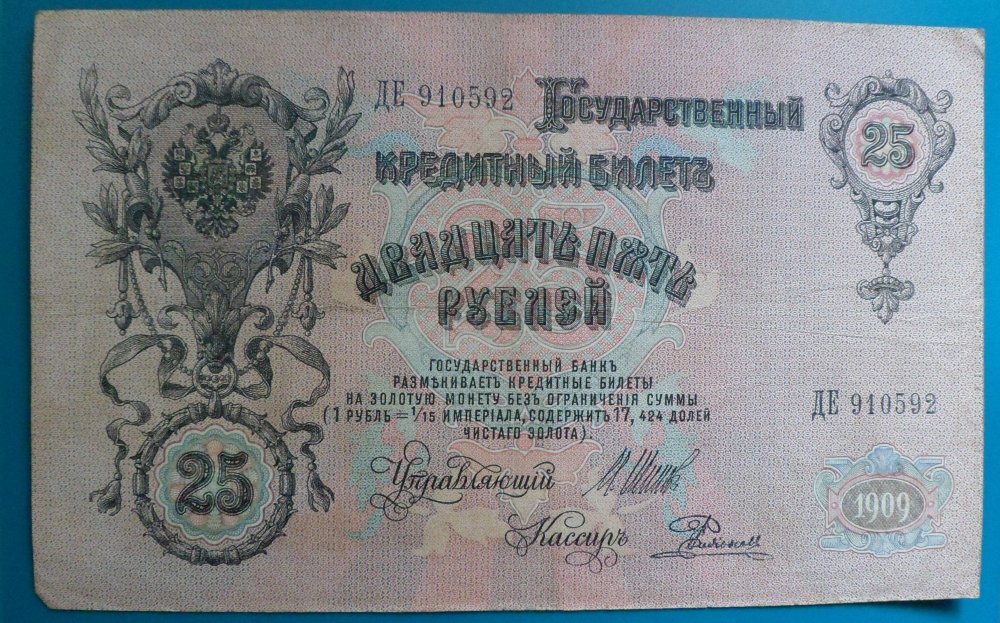 ДЕ 910592
Государственный
25
кредитный билетъ
двадцать пять
рублей
ГОСУДАРСТВЕННЫЙ БАНКЪ
РАЗМѢНИВАЕТЪ КРЕДИТНЫЕ БИЛЕТЫ
НА ЗОЛОТУЮ МОНЕТУ БЕЗЪ ОГРАНИЧЕНІЯ СУММЫ
(1 РУБЛЬ = 1/15 ИМПЕРІАЛА, СОДЕРЖИТЪ 17, 424 ДОЛЕЙ
ЧИСТАГО ЗОЛОТА).
ДЕ 910592
25
Управляющий
1909
Кассиръ